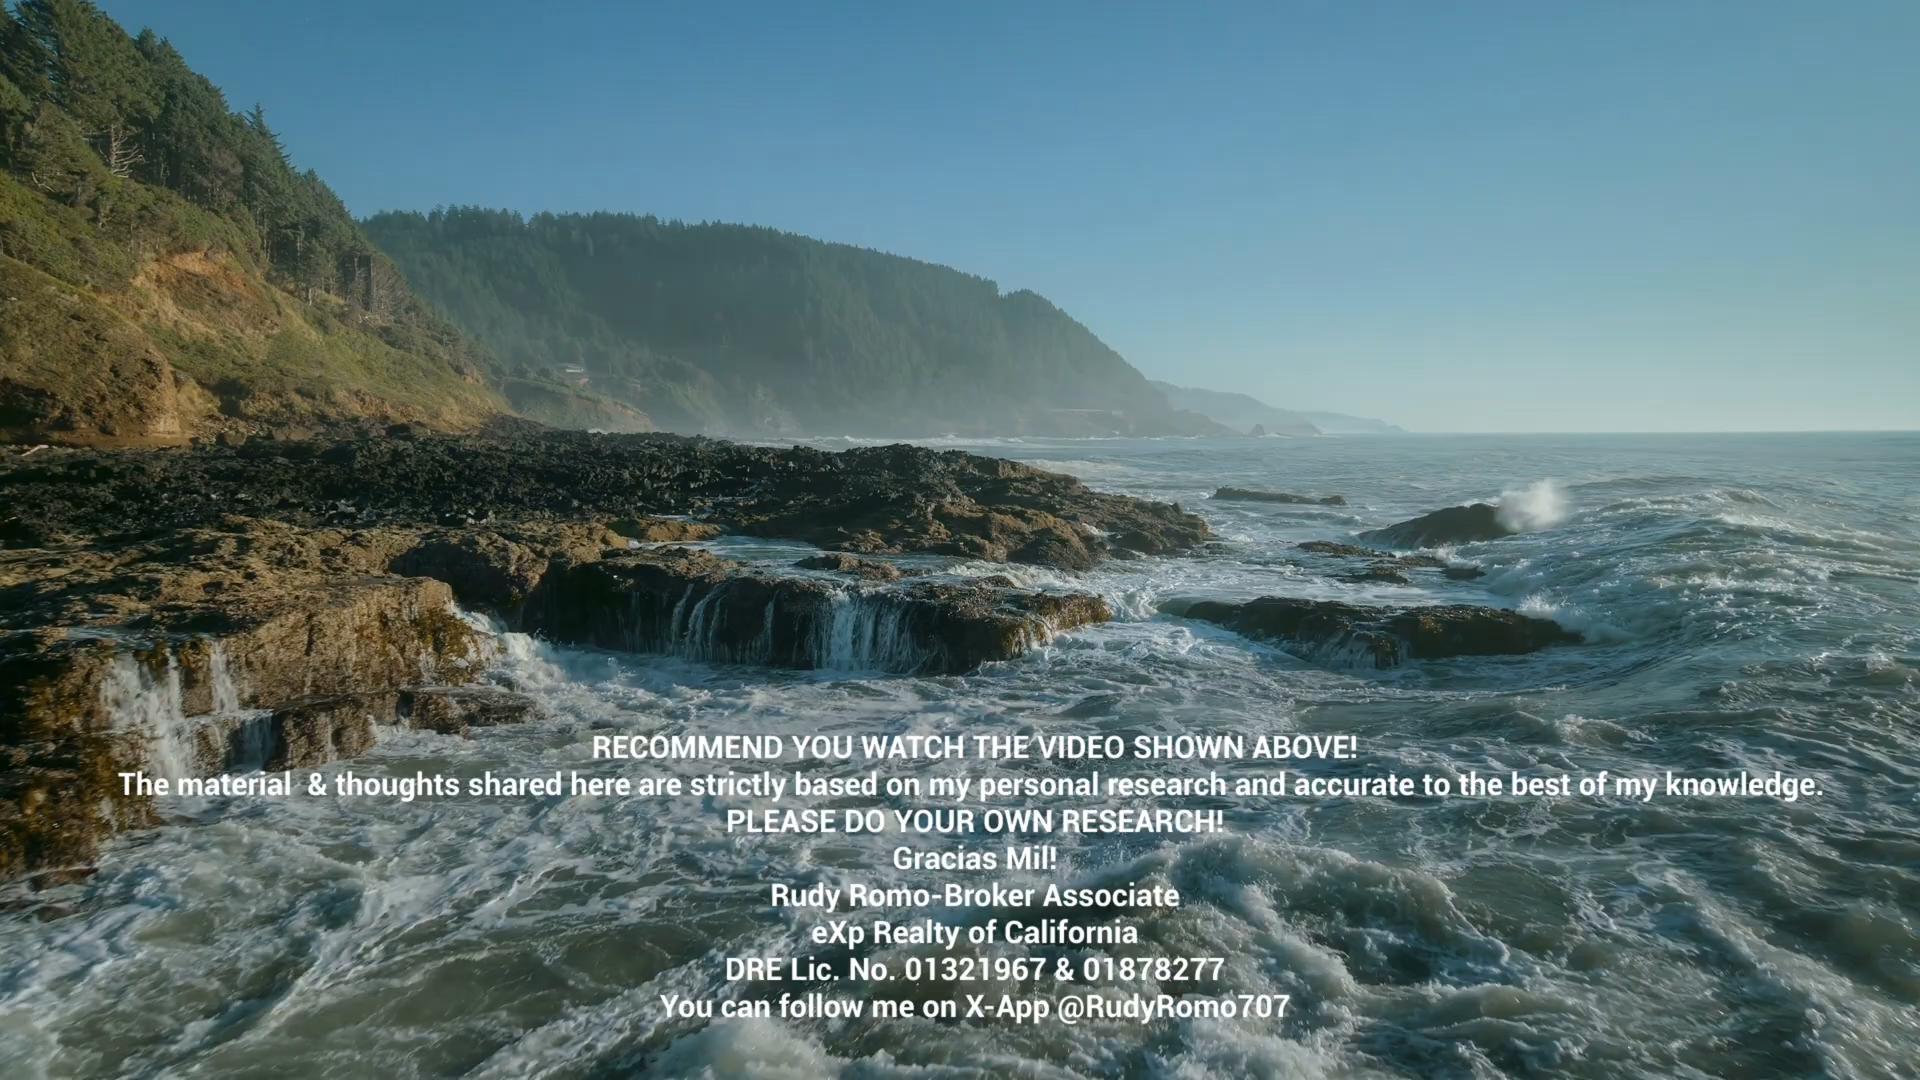 RECOMMEND YOU WATCH THE VIDEO SHOWN ABOVE!
The material  & thoughts shared here are strictly based on my personal research and accurate to the best of my knowledge.
PLEASE DO YOUR OWN RESEARCH!
Gracias Mil!
Rudy Romo-Broker Associate
eXp Realty of California
DRE Lic. No. 01321967 & 01878277
You can follow me on X-App @RudyRomo707